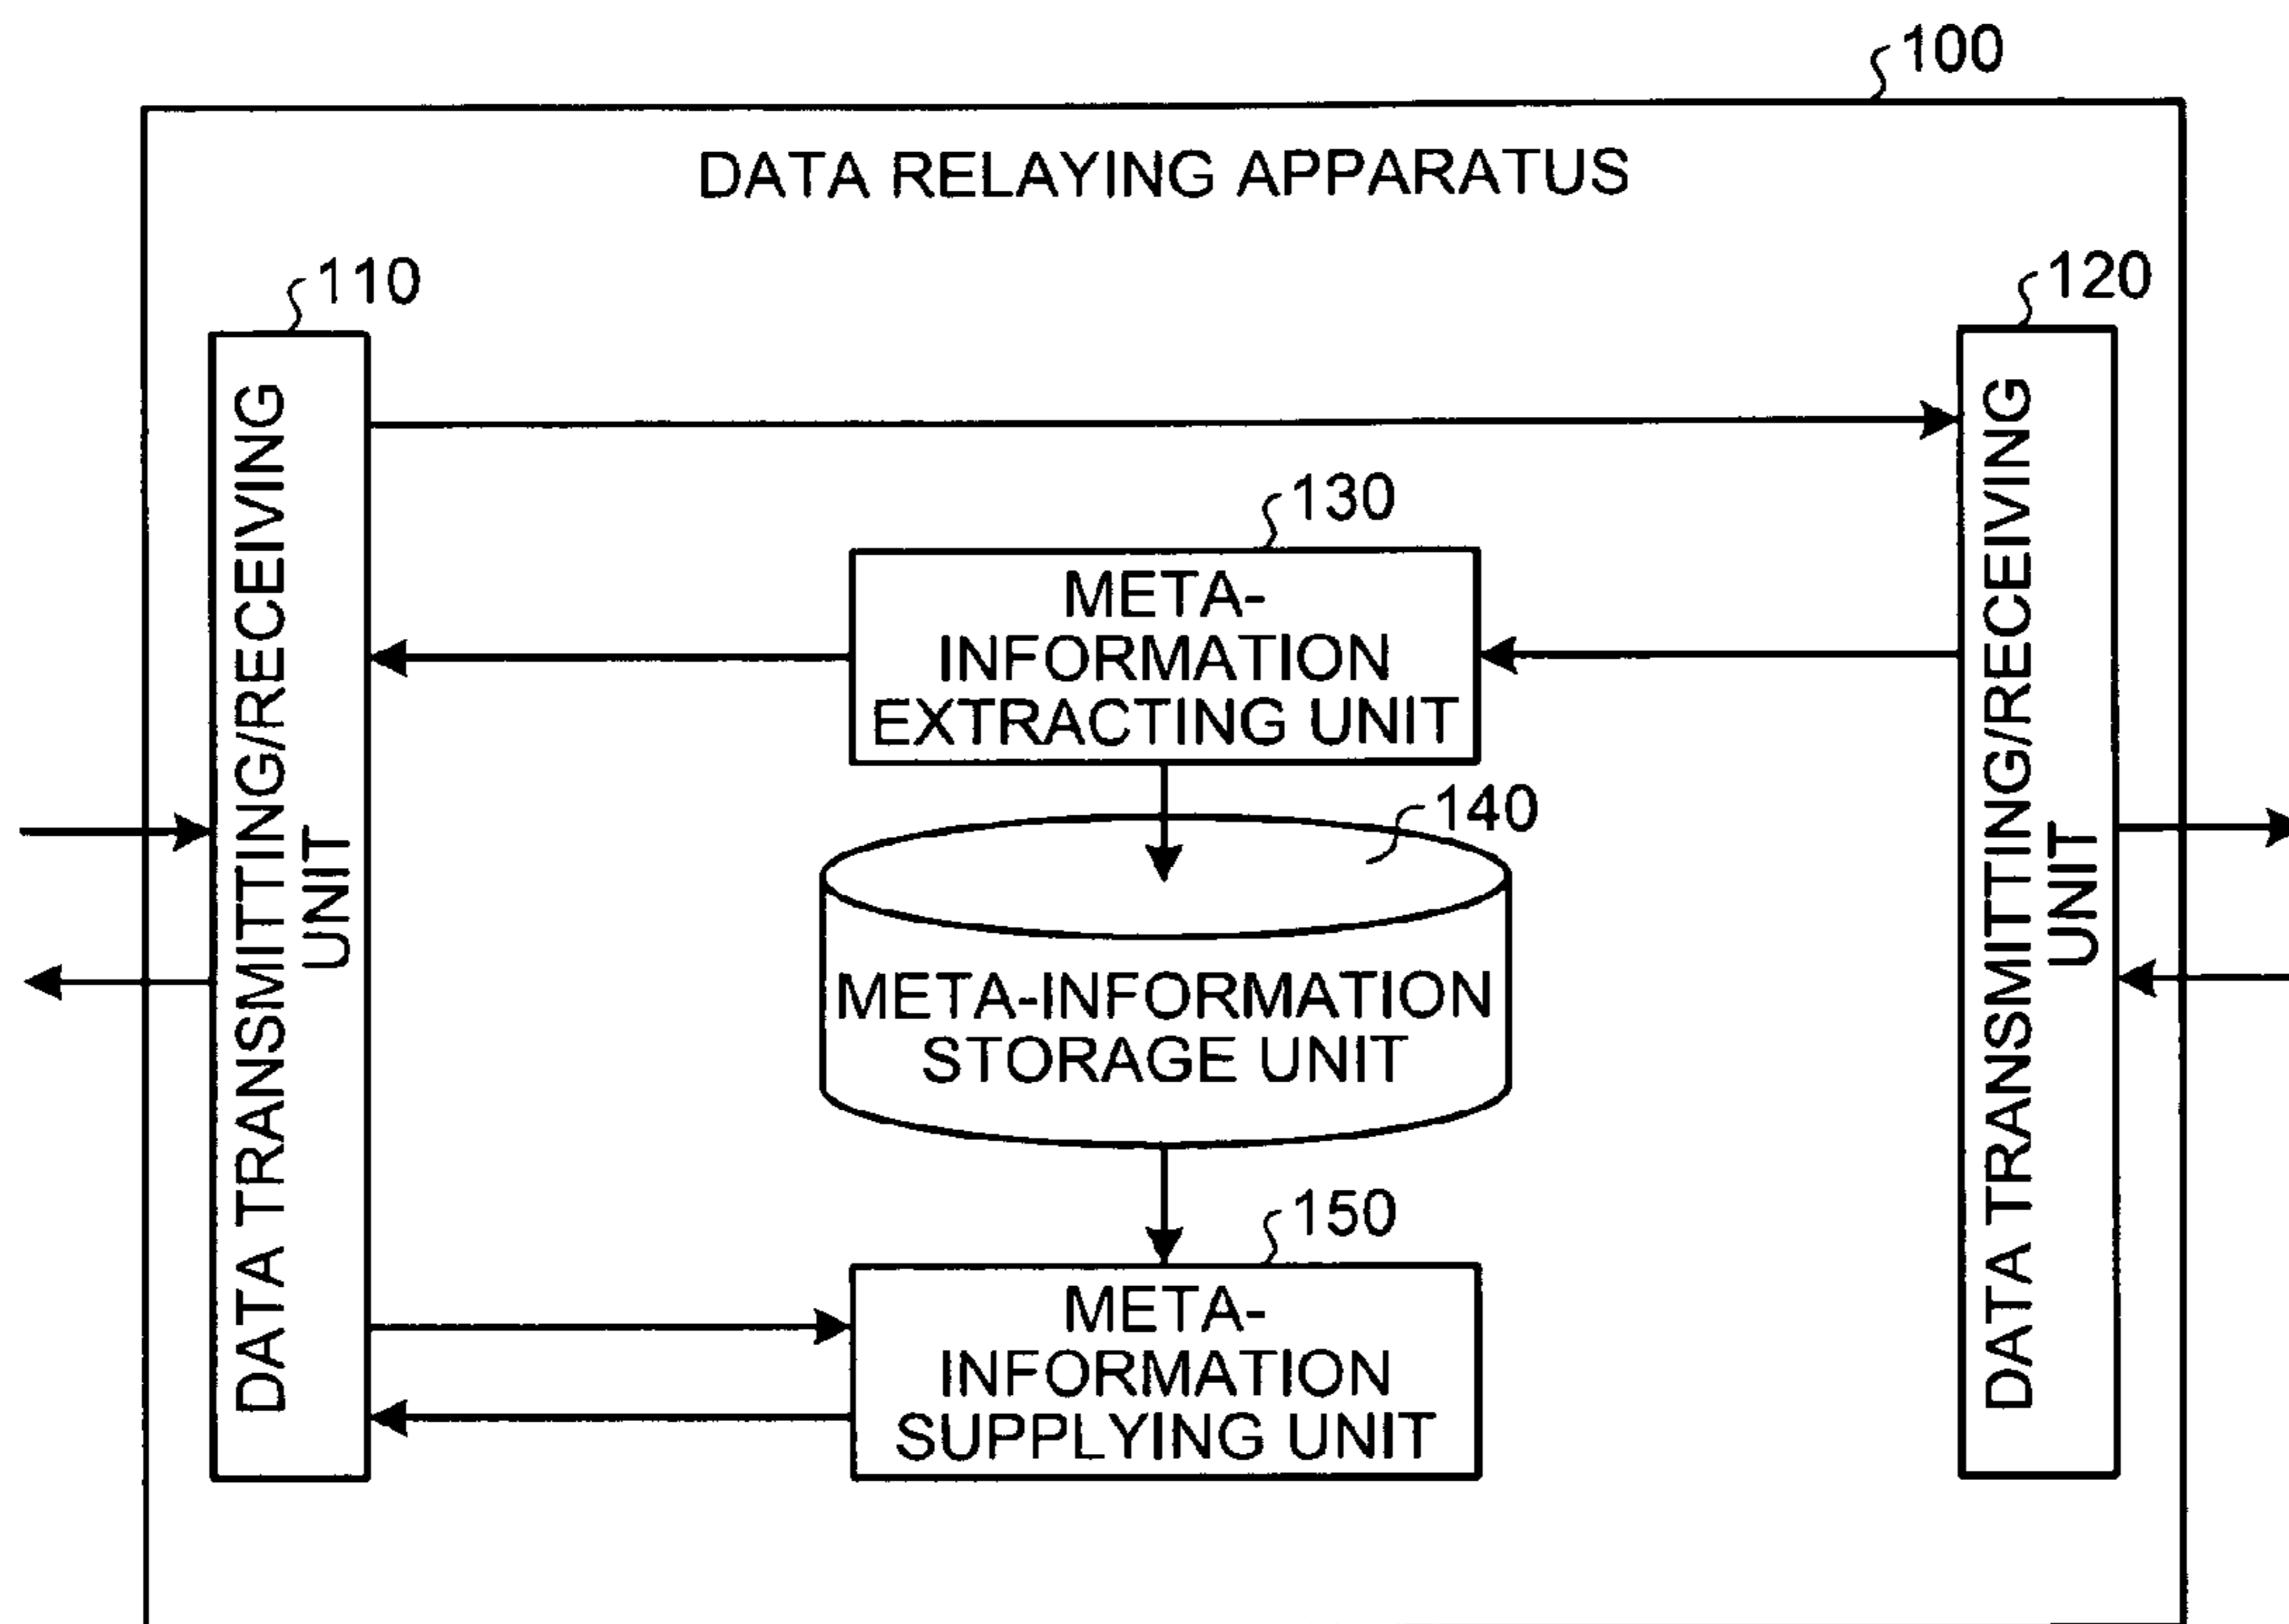 100
DATA RELAYING APPARATUS
110
120
DATA TRANSMITTING/RECEIVING
UNIT
130
META-
INFORMATION
EXTRACTING UNIT
DATA TRANSMITTING/RECEIVING
UNIT
140
META-INFORMATION
STORAGE UNIT
150
META-
INFORMATION
SUPPLYING UNIT